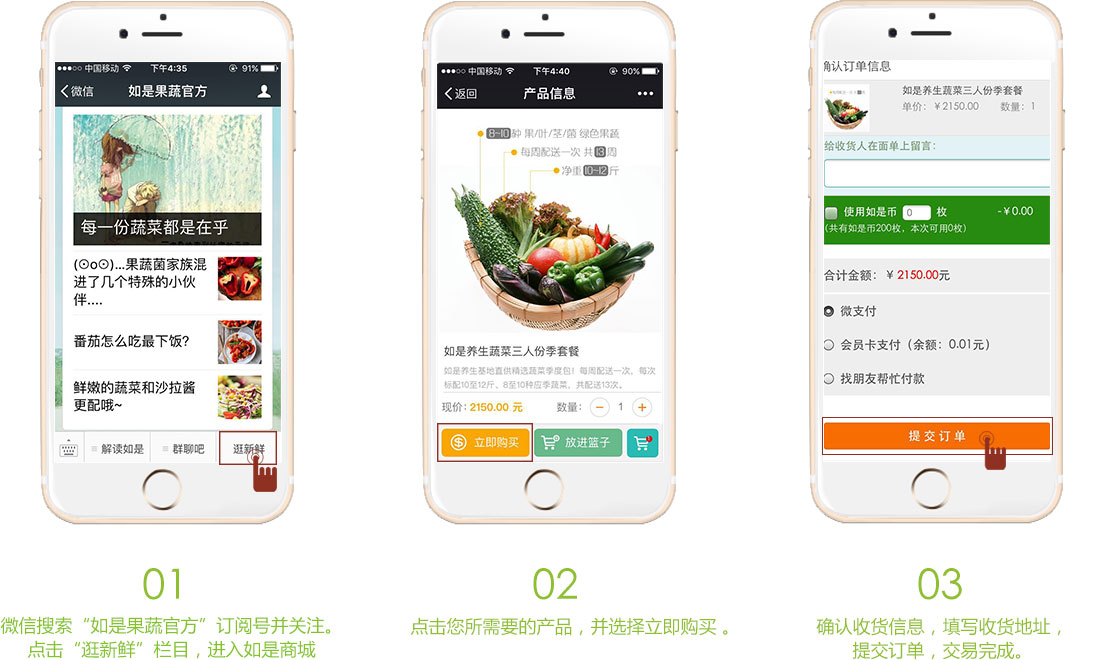 中国移动 下午4:35 91%
微信 如是果蔬官方
每一份蔬菜都是在乎
(⊙o⊙)...果蔬菌家族混
进了几个特殊的小伙
伴....
番茄怎么吃最下饭?
鲜嫩的蔬菜和沙拉酱
更配哦~
解读如是 群聊吧 逛新鲜
01
微信搜索“如是果蔬官方”订阅号并关注。
点击“逛新鲜”栏目，进入如是商城
中国移动 下午4:40 90%
返回 产品信息
8-10种 果/叶/茎/菌 绿色果蔬
每周配送一次 共13周
净重10-12斤
如是养生蔬菜三人份季套餐
如是养生基地直供精选蔬菜季度包！每周配送一次，每次
标配10至12斤、8至10种应季蔬菜，共配送13次。
现价: 2150.00 元 数量: 1
立即购买 放进篮子
02
点击您所需要的产品，并选择立即购买 。
确认订单信息
如是养生蔬菜三人份季套餐
单价: ￥2150.00 数量: 1
给收货人在面单上留言:
使用如是币 0 枚 -￥0.00
(共有如是币200枚，本次可用0枚)
合计金额: ￥ 2150.00元
微支付
会员卡支付（余额：0.01元）
找朋友帮忙付款
提交订单
03
确认收货信息，填写收货地址，
提交订单，交易完成。